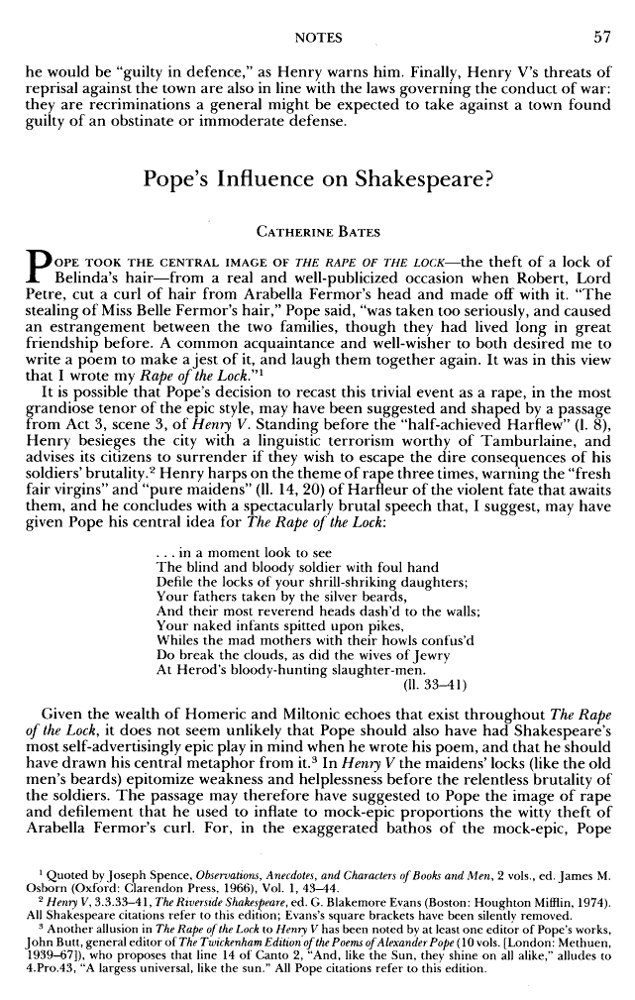 NOTES 57
he would be “guilty in defence,” as Henry warns him. Finally, Henry V’s threats of
reprisal against the town are also in line with the laws governing the conduct of war:
they are recriminations a general might be expected to take against a town found
guilty of an obstinate or immoderate defense.
Pope’s Influence on Shakespeare?
CATHERINE BATES
POPE TOOK THE CENTRAL IMAGE OF THE RAPE OF THE LOCK—the theft of a lock of
Belinda’s hair—from a real and well-publicized occasion when Robert, Lord
Petre, cut a curl of hair from Arabella Fermor’s head and made off with it. “The
stealing of Miss Belle Fermor’s hair,” Pope said, “was taken too seriously, and caused
an estrangement between the two families, though they had lived long in great
friendship before. A common acquaintance and well-wisher to both desired me to
write a poem to make a jest of it, and laugh them together again. It was in this view
that I wrote my Rape of the Lock.”1
It is possible that Pope’s decision to recast this trivial event as a rape, in the most
grandiose tenor of the epic style, may have been suggested and shaped by a passage
from Act 3, scene 3, of Henry V. Standing before the “half-achieved Harflew” (l. 8),
Henry besieges the city with a linguistic terrorism worthy of Tamburlaine, and
advises its citizens to surrender if they wish to escape the dire consequences of his
soldiers’ brutality.2 Henry harps on the theme of rape three times, warning the “fresh
fair virgins” and “pure maidens” (ll. 14, 20) of Harfleur of the violent fate that awaits
them, and he concludes with a spectacularly brutal speech that, I suggest, may have
given Pope his central idea for The Rape of the Lock:
. . . in a moment look to see
The blind and bloody soldier with foul hand
Defile the locks of your shrill-shriking daughters;
Your fathers taken by the silver beards,
And their most reverend heads dash’d to the walls;
Your naked infants spitted upon pikes,
Whiles the mad mothers with their howls confus’d
Do break the clouds, as did the wives of Jewry
At Herod’s bloody-hunting slaughter-men.
(ll. 33–41)
Given the wealth of Homeric and Miltonic echoes that exist throughout The Rape
of the Lock, it does not seem unlikely that Pope should also have had Shakespeare’s
most self-advertisingly epic play in mind when he wrote his poem, and that he should
have drawn his central metaphor from it.3 In Henry V the maidens’ locks (like the old
men’s beards) epitomize weakness and helplessness before the relentless brutality of
the soldiers. The passage may therefore have suggested to Pope the image of rape
and defilement that he used to inflate to mock-epic proportions the witty theft of
Arabella Fermor’s curl. For, in the exaggerated bathos of the mock-epic, Pope
1 Quoted by Joseph Spence, Observations, Anecdotes, and Characters of Books and Men, 2 vols., ed. James M.
Osborn (Oxford: Clarendon Press, 1966), Vol. 1, 43–44.
2 Henry V, 3.3.33–41, The Riverside Shakespeare, ed. G. Blakemore Evans (Boston: Houghton Mifflin, 1974).
All Shakespeare citations refer to this edition; Evans’s square brackets have been silently removed.
3 Another allusion in The Rape of the Lock to Henry V has been noted by at least one editor of Pope’s works,
John Butt, general editor of The Twickenham Edition of the Poems of Alexander Pope (10 vols. [London: Methuen,
1939–67]), who proposes that line 14 of Canto 2, “And, like the Sun, they shine on all alike,” alludes to
4.Pro.43, “A largess universal, like the sun.” All Pope citations refer to this edition.